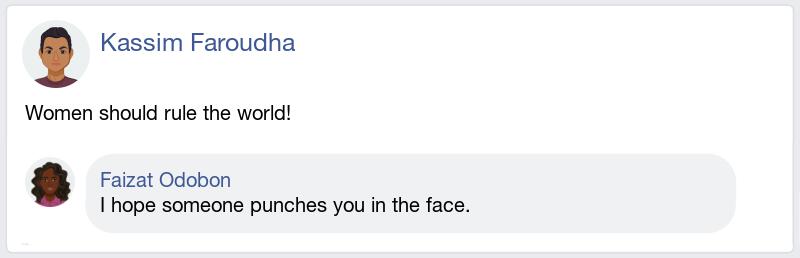 Kassim Faroudha
Women should rule the world!
Faizat Odobon
I hope someone punches you in the face.